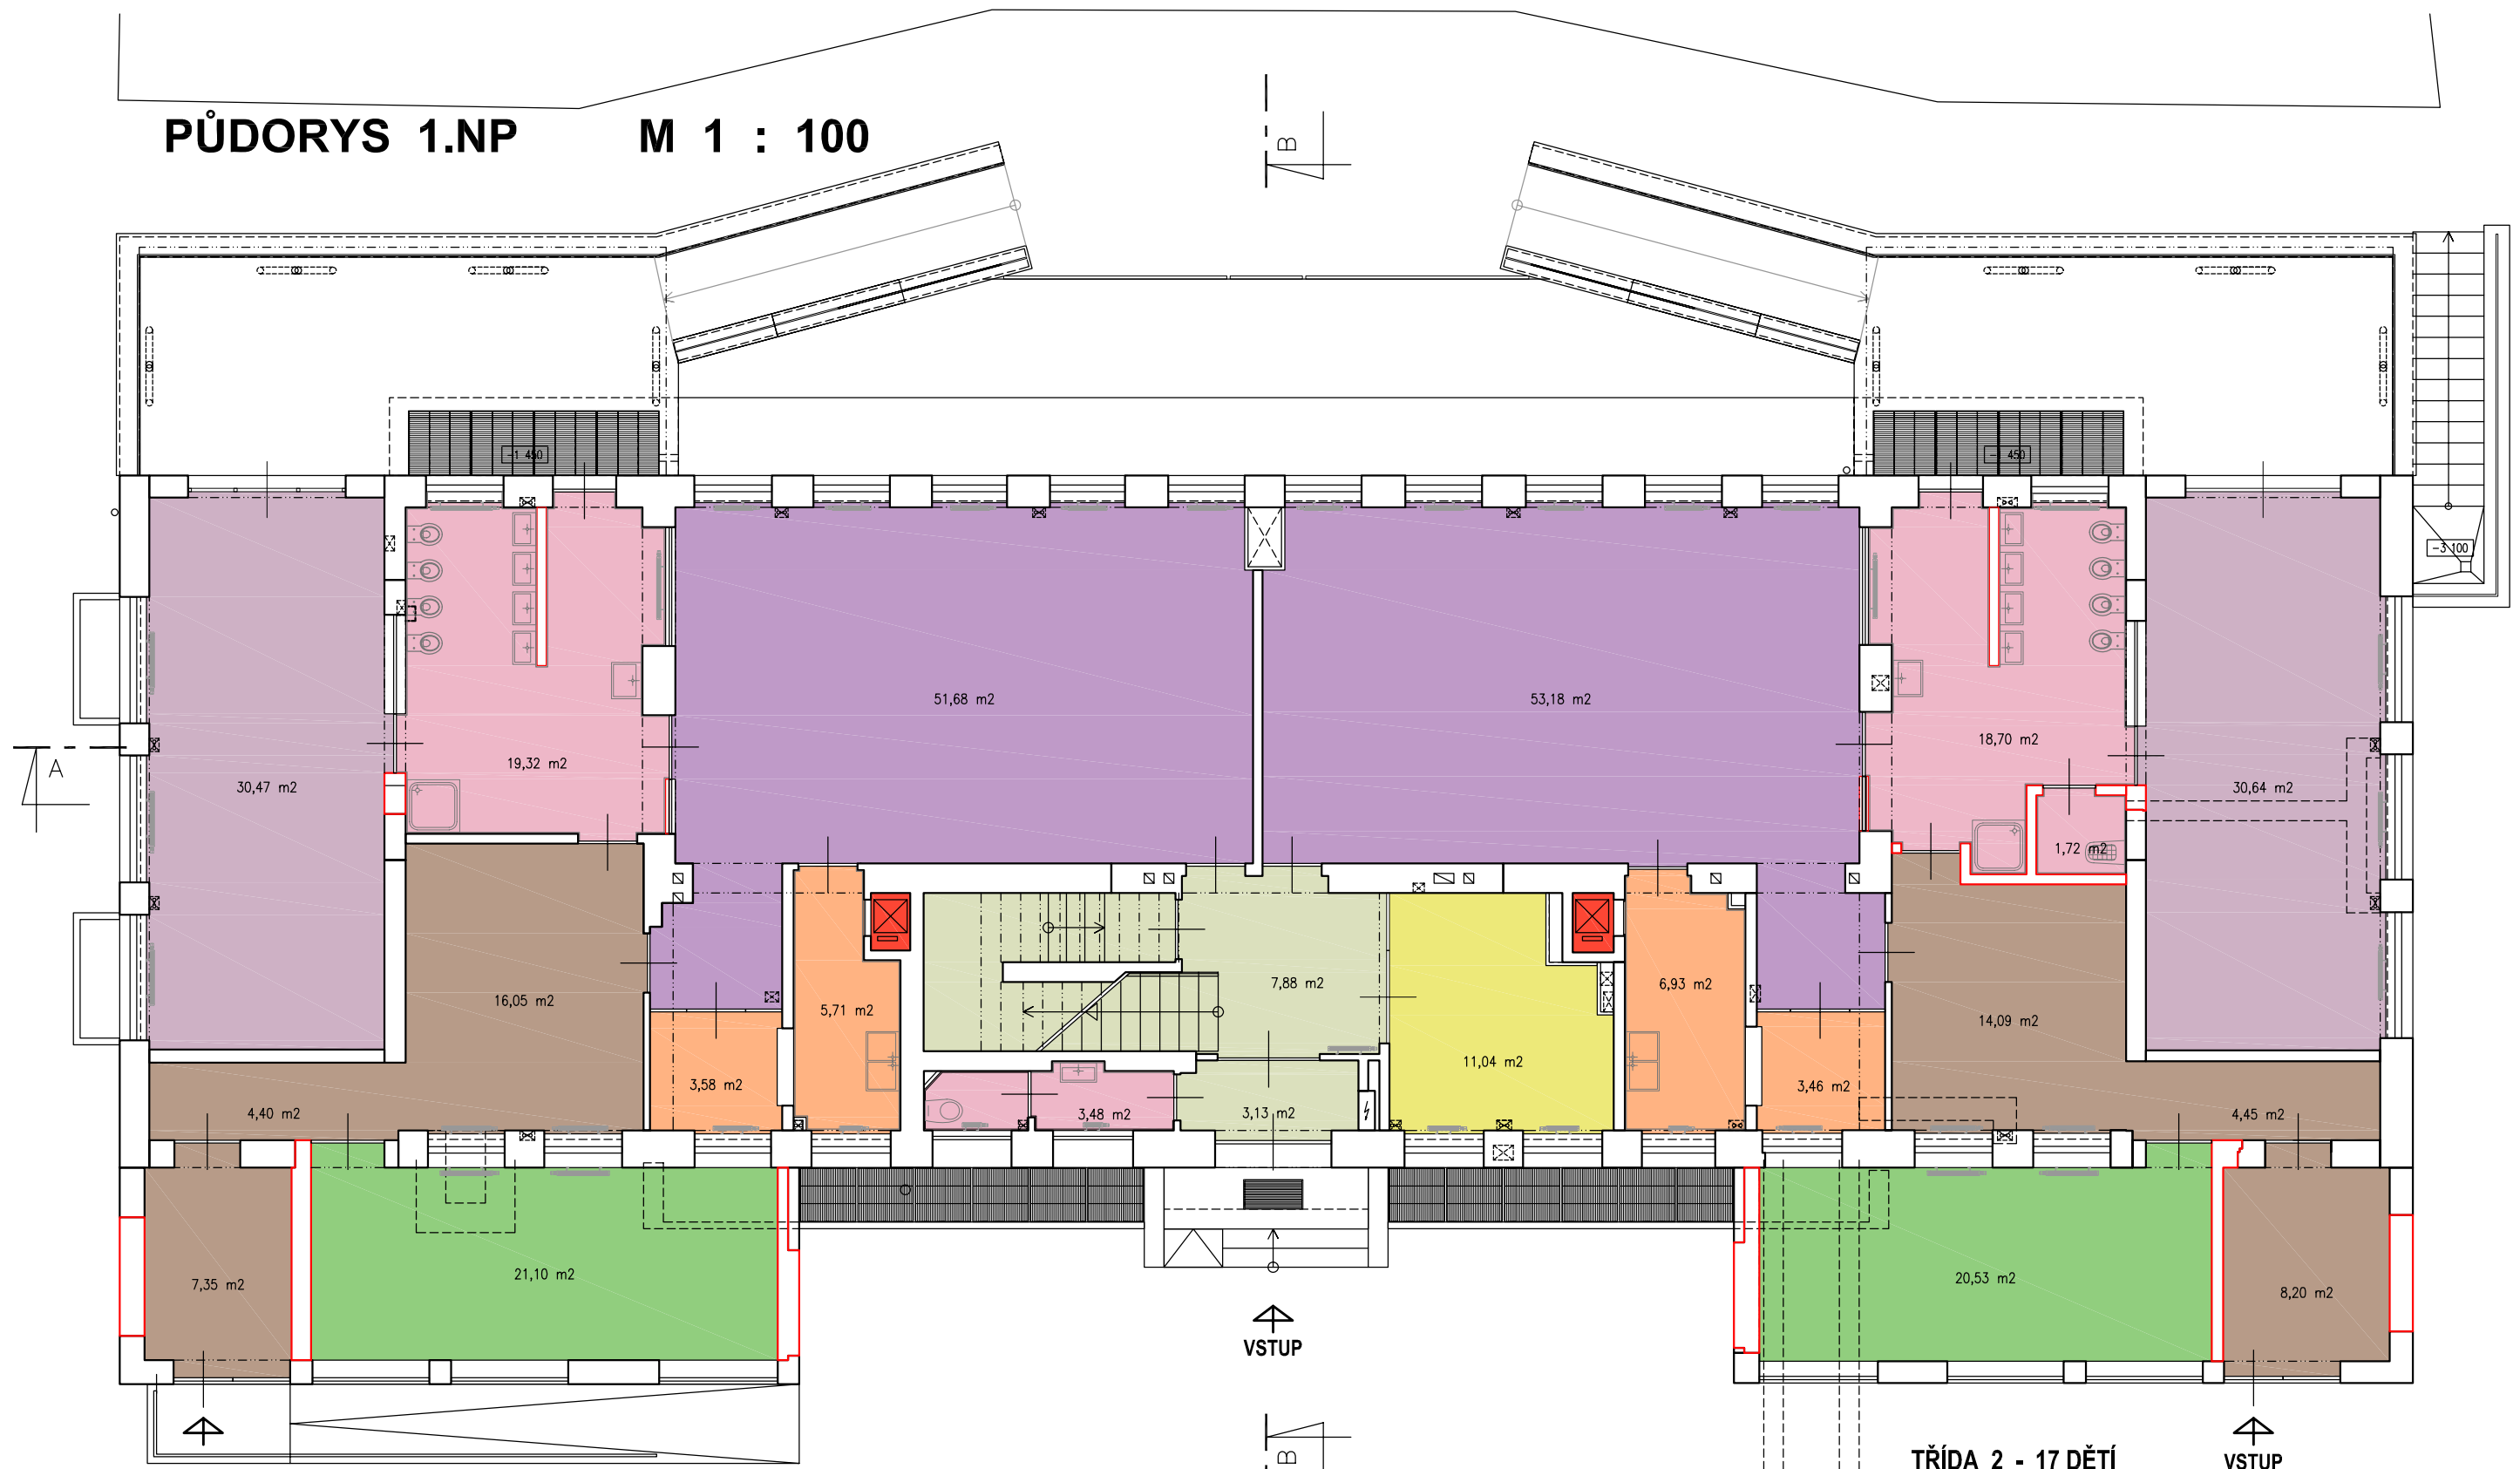 PŮDORYS 1.NP M 1 : 100
B
-1 450
-1 450
-3 100
51,68 m2
53,18 m2
18,70 m2
19,32 m2
A
30,47 m2
30,64 m2
1,72 m2
16,05 m2
5,71 m2
7,88 m2
6,93 m2
14,09 m2
11,04 m2
3,58 m2
3,46 m2
4,40 m2
3,48 m2
3,13 m2
4,45 m2
21,10 m2
20,53 m2
7,35 m2
8,20 m2
VSTUP
B
TŘÍDA 2 - 17 DĚTÍ
VSTUP